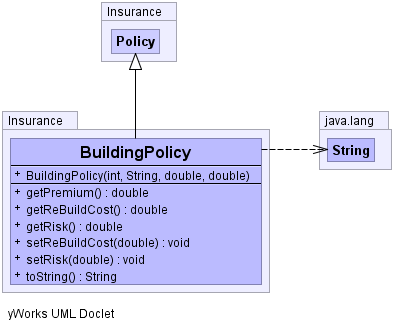 Insurance
Policy
Insurance
java.lang
BuildingPolicy
String
+ BuildingPolicy(int, String, double, double)
+ getPremium() : double
+ getReBuildCost() : double
+ getRisk() : double
+ setReBuildCost(double) : void
+ setRisk(double) : void
+ toString() : String
yWorks UML Doclet